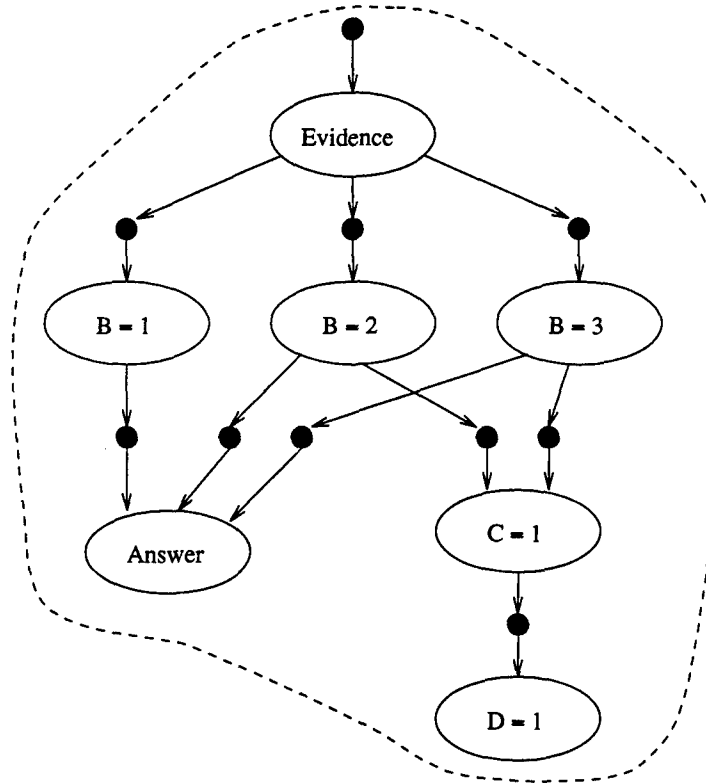 Evidence
B = 1
B = 2
B = 3
Answer
C = 1
D = 1